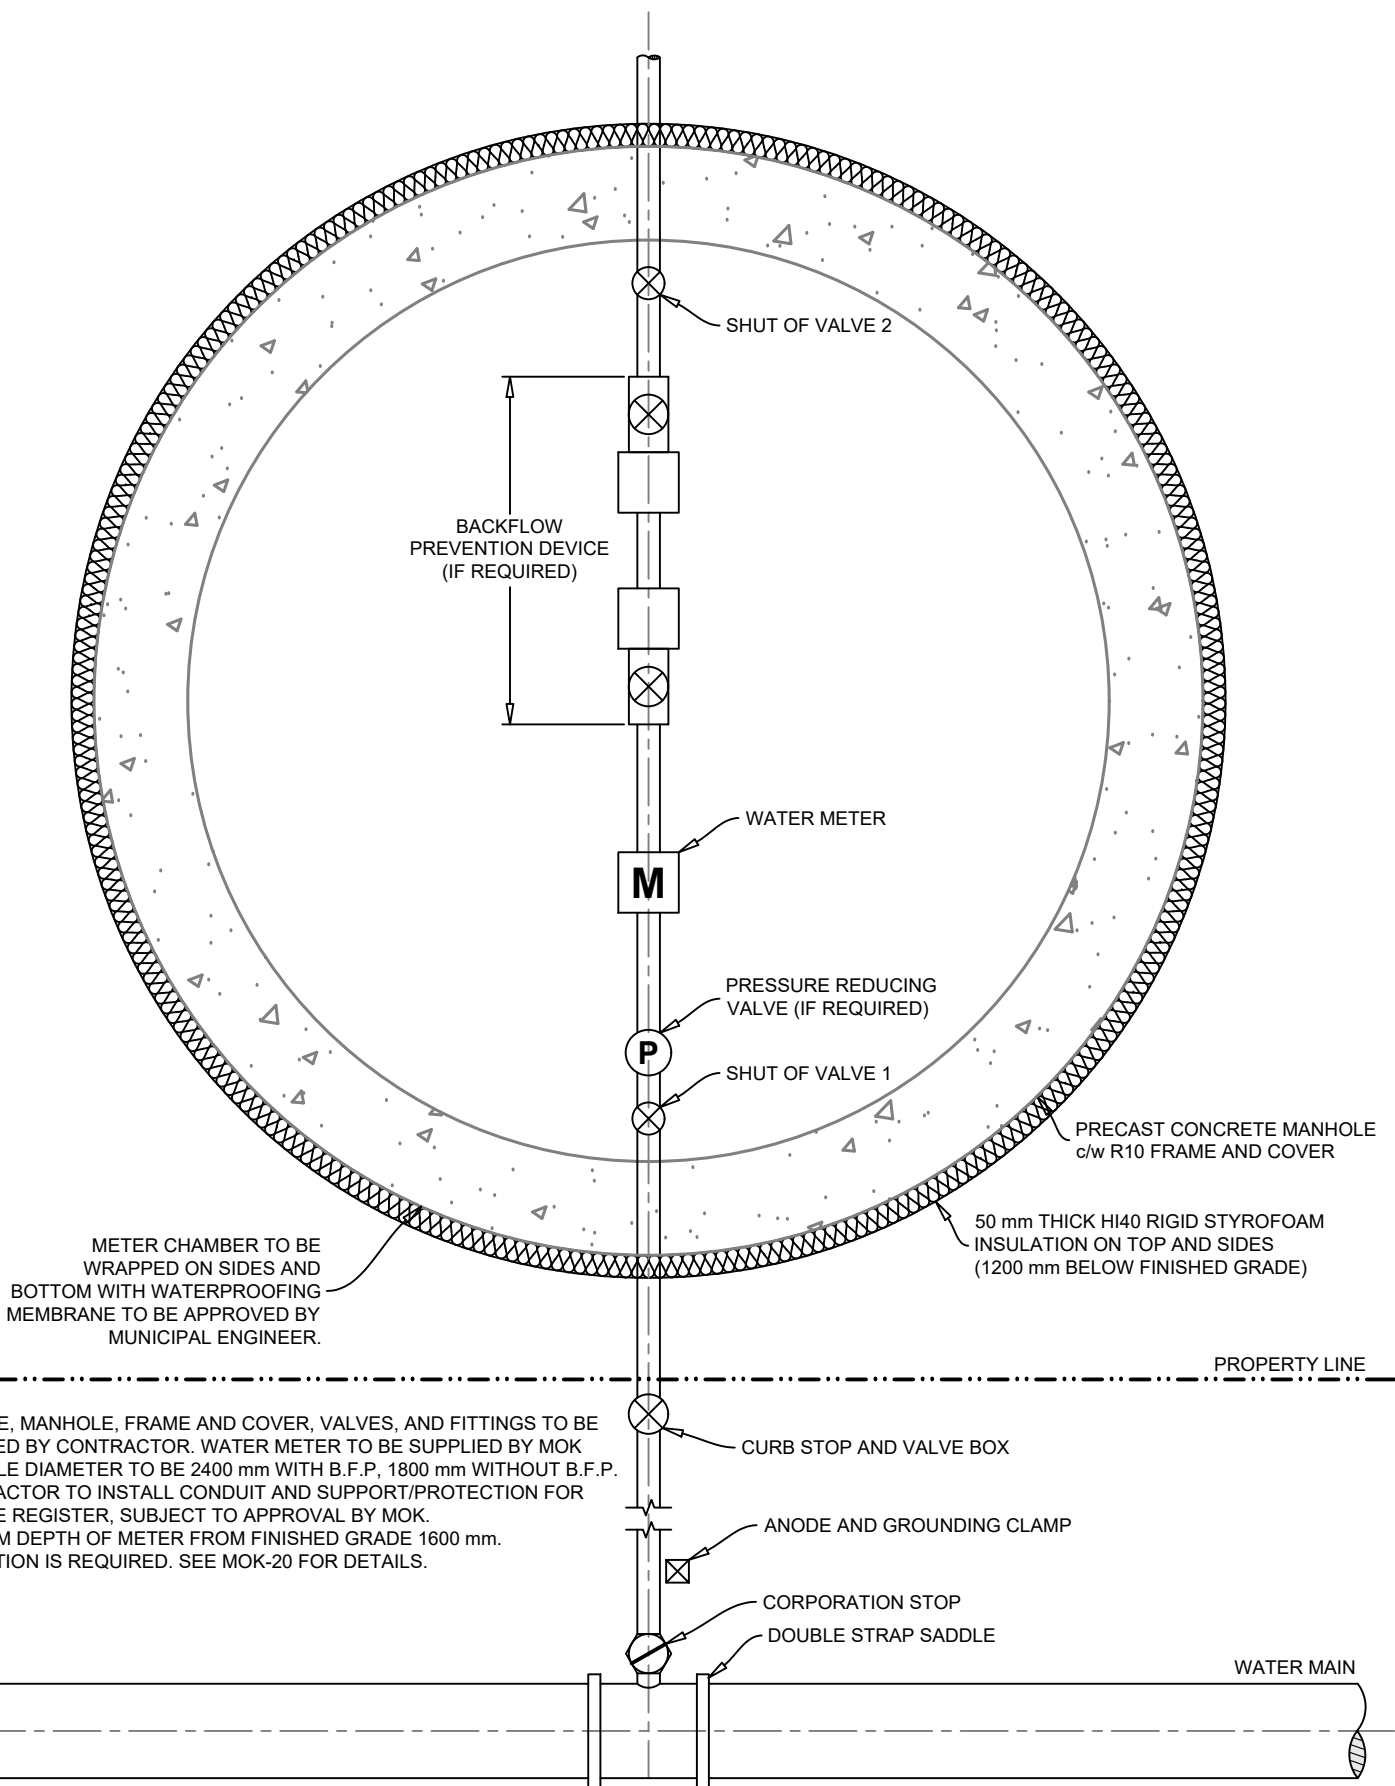 SHUT OF VALVE 2
BACKFLOW
PREVENTION DEVICE
(IF REQUIRED)
WATER METER
M
PRESSURE REDUCING
VALVE (IF REQUIRED)
P
SHUT OF VALVE 1
PRECAST CONCRETE MANHOLE
c/w R10 FRAME AND COVER
50 mm THICK HI40 RIGID STYROFOAM
INSULATION ON TOP AND SIDES
(1200 mm BELOW FINISHED GRADE)
METER CHAMBER TO BE
WRAPPED ON SIDES AND
BOTTOM WITH WATERPROOFING
MEMBRANE TO BE APPROVED BY
MUNICIPAL ENGINEER.
PROPERTY LINE
E, MANHOLE, FRAME AND COVER, VALVES, AND FITTINGS TO BE
ED BY CONTRACTOR. WATER METER TO BE SUPPLIED BY MOK
LE DIAMETER TO BE 2400 mm WITH B.F.P, 1800 mm WITHOUT B.F.P.
ACTOR TO INSTALL CONDUIT AND SUPPORT/PROTECTION FOR
E REGISTER, SUBJECT TO APPROVAL BY MOK.
M DEPTH OF METER FROM FINISHED GRADE 1600 mm.
TION IS REQUIRED. SEE MOK-20 FOR DETAILS.
CURB STOP AND VALVE BOX
ANODE AND GROUNDING CLAMP
CORPORATION STOP
DOUBLE STRAP SADDLE
WATER MAIN